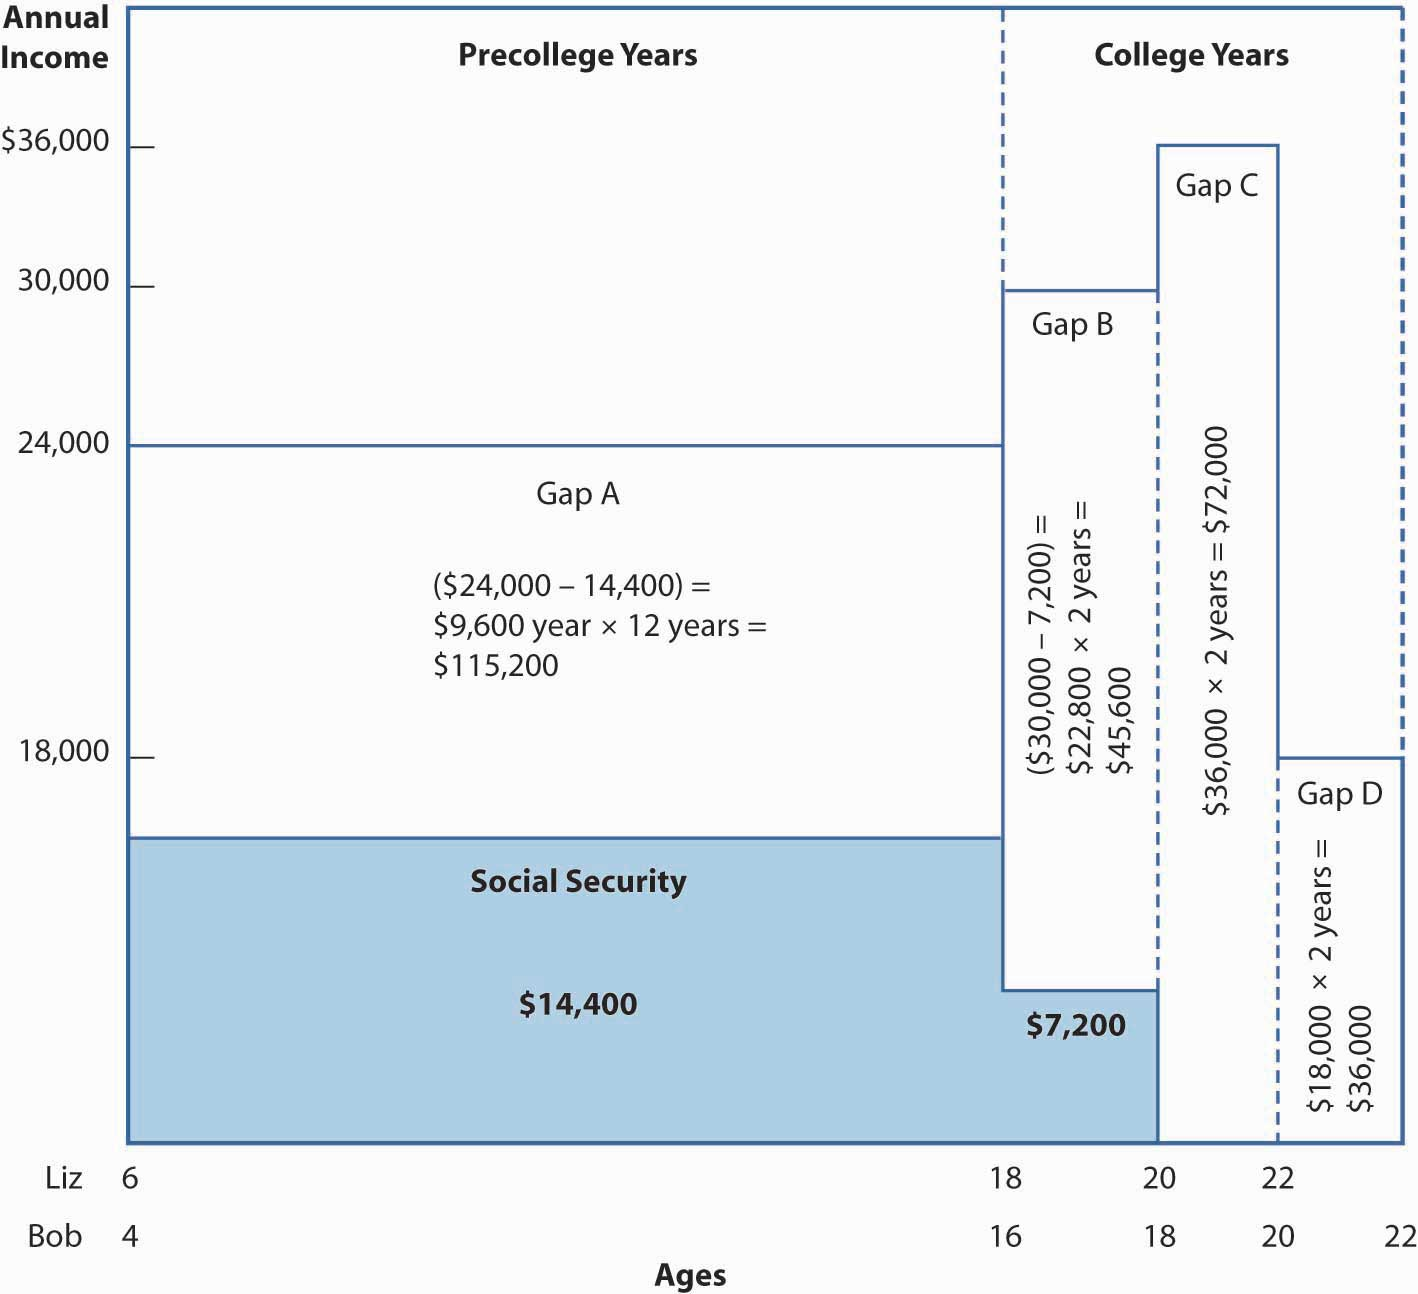 Annual
Income
Precollege Years
College Years
$36,000
Gap C
30,000
Gap B
24,000
Gap A
($24,000 – 14,400) =
$9,600 year × 12 years =
$115,200
($30,000 – 7,200) =
$22,800 × 2 years =
$45,600
$36,000 × 2 years = $72,000
18,000
Gap D
$18,000 × 2 years =
$36,000
Social Security
$14,400
$7,200
Liz 6 18 20 22
Bob 4 16 18 20 22
Ages